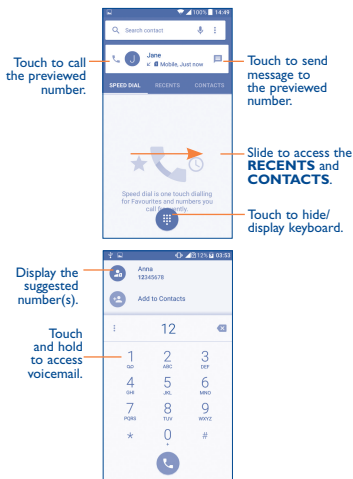 100% 14:49
Search contact
Touch to call
the previewed
number.
J
Jane
Mobile, Just now
Touch to send
message to
the previewed
number.
SPEED DIAL RECENTS CONTACTS
Slide to access the
RECENTS and
CONTACTS.
Speed dial is one touch dialling
for Favourites and numbers you
call frequently.
Touch to hide/
display keyboard.
12% 03:53
Display the
suggested
number(s).
Anna
12345678
Add to Contacts
12
Touch
and hold
to access
voicemail.
1 2 3
ABC DEF
4 5 6
GHI JKL MNO
7 8 9
PQRS TUV WXYZ
* 0 #
+